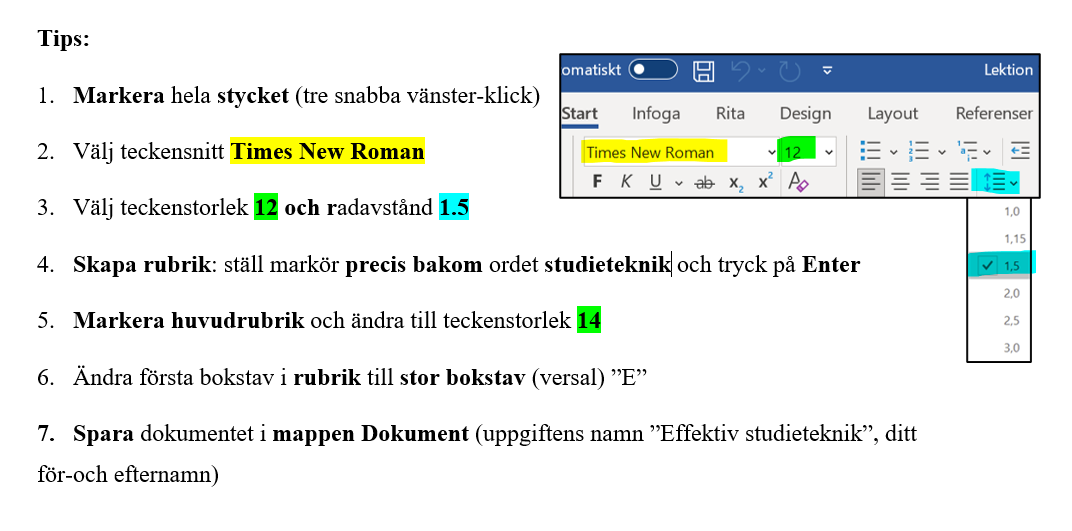 Tips:
1. Markera hela stycket (tre snabba vänster-klick)
2. Välj teckensnitt Times New Roman
3. Välj teckenstorlek 12 och radavstånd 1.5
4. Skapa rubrik: ställ markör precis bakom ordet studieteknik och tryck på Enter
5. Markera huvudrubrik och ändra till teckenstorlek 14
6. Ändra första bokstav i rubrik till stor bokstav (versal) ”E”
7. Spara dokumentet i mappen Dokument (uppgiftens namn ”Effektiv studieteknik”, ditt
för-och efternamn)
omatiskt Lektion
Start Infoga Rita Design Layout Referenser
Times New Roman 12
F K U ab x₂ x² A
1,0
1,15
1,5
2,0
2,5
3,0